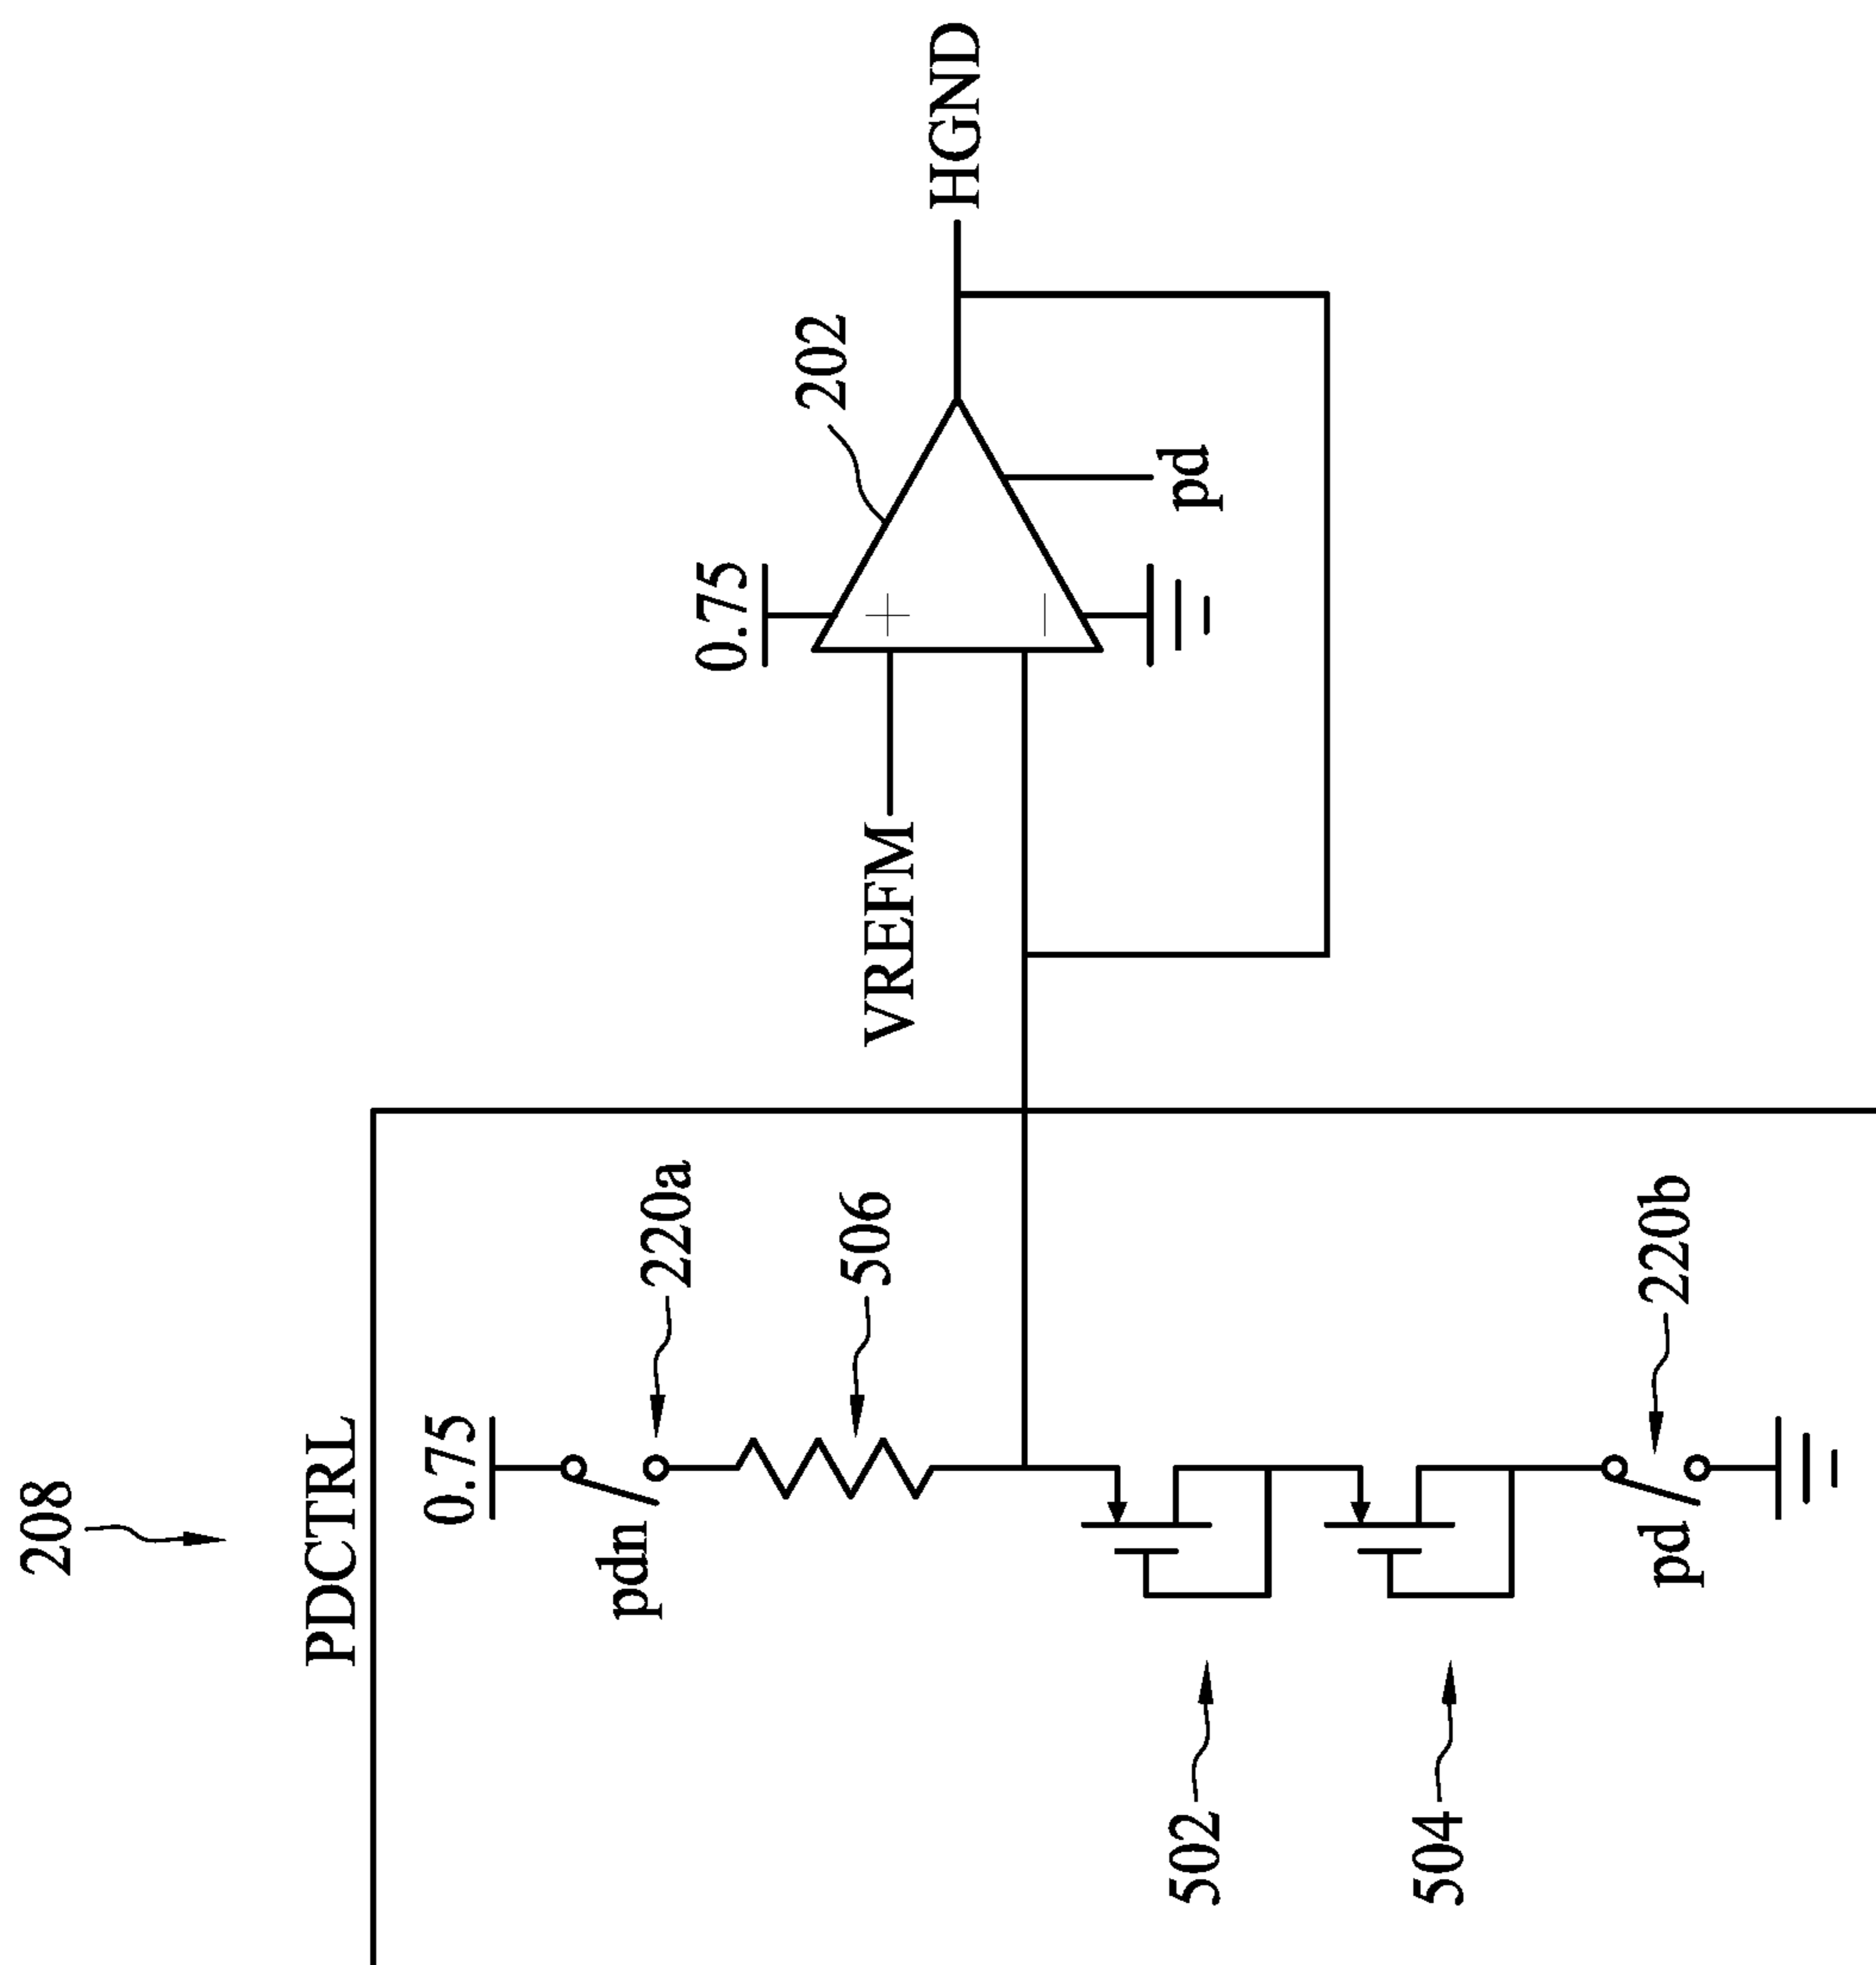 208
PDCTRL
0.75
pdn
220a
506
502
504
pd
220b
VREFM
0.75
+
−
202
pd
HGND